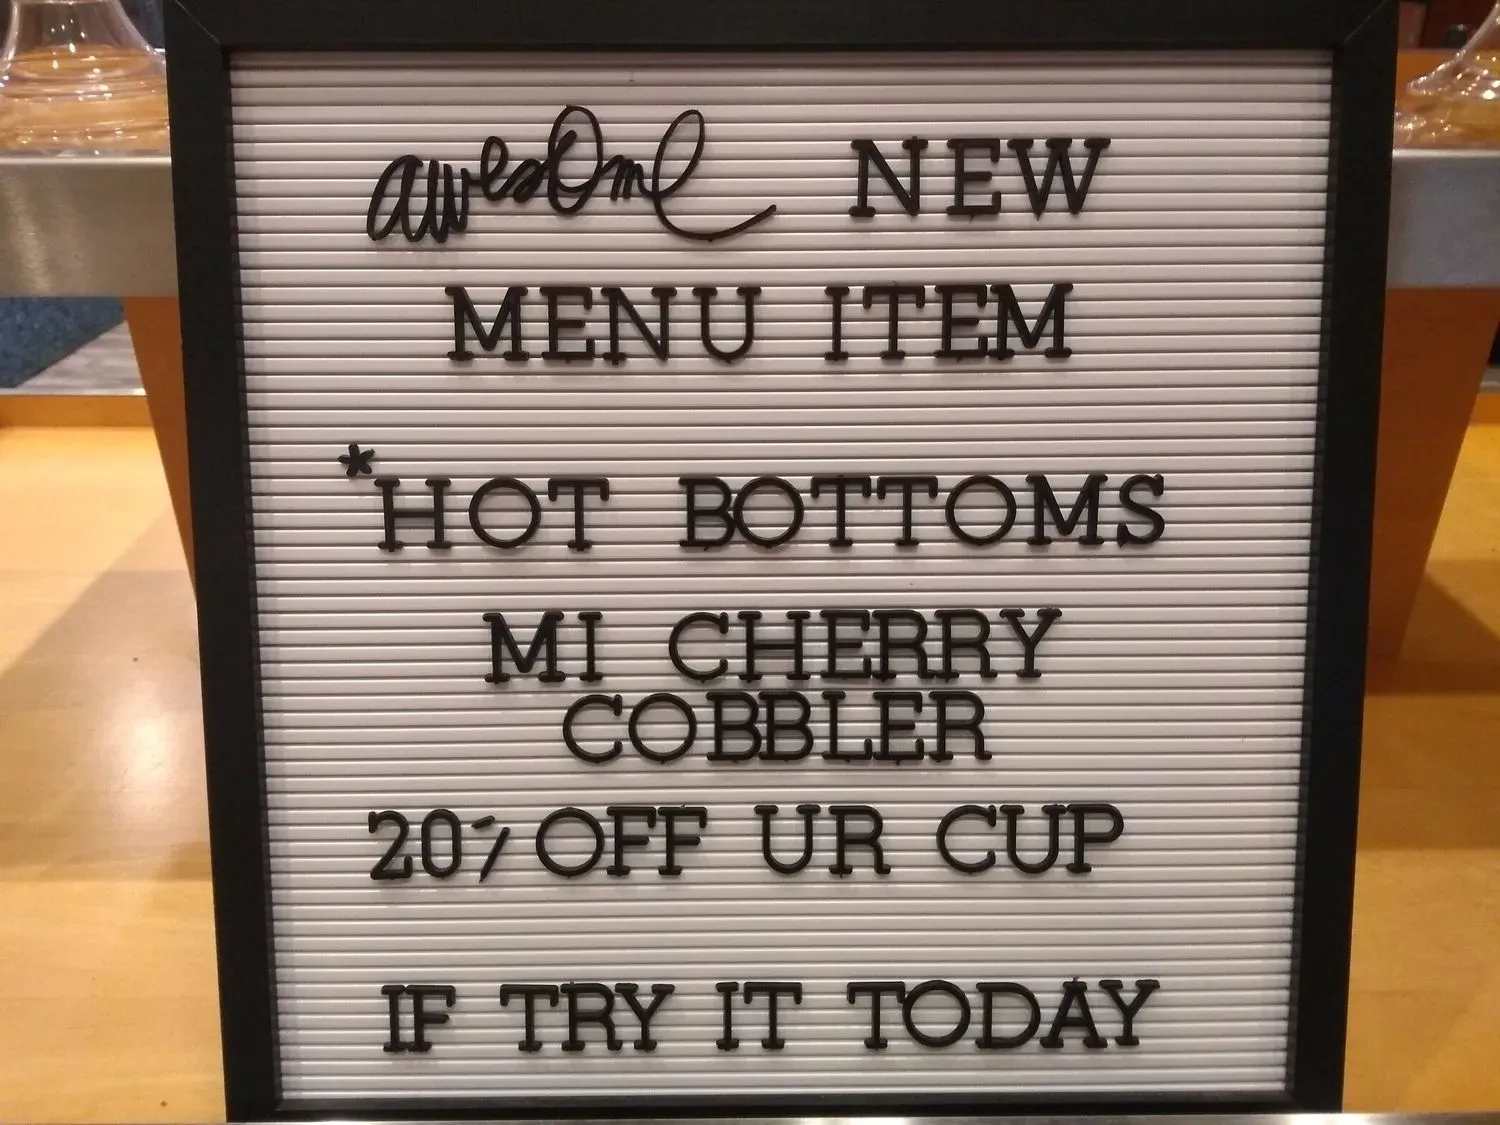 awesome NEW
MENU ITEM
*HOT BOTTOMS
MI CHERRY
COBBLER
20% OFF UR CUP
IF TRY IT TODAY